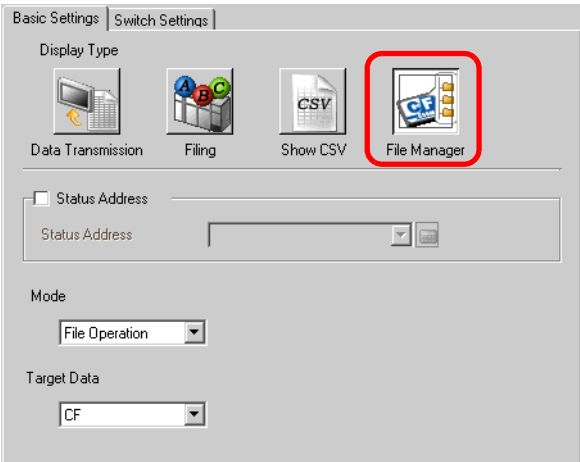 Basic Settings Switch Settings
Display Type
A B C CSV CF
Data Transmission Filing Show CSV File Manager
Status Address
Status Address
Mode
File Operation
Target Data
CF